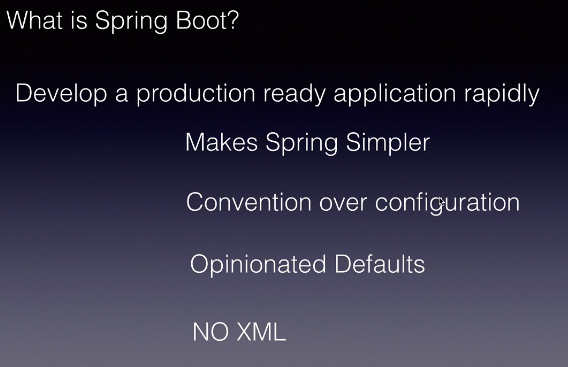 What is Spring Boot?
Develop a production ready application rapidly
Makes Spring Simpler
Convention over configuration
Opinionated Defaults
NO XML